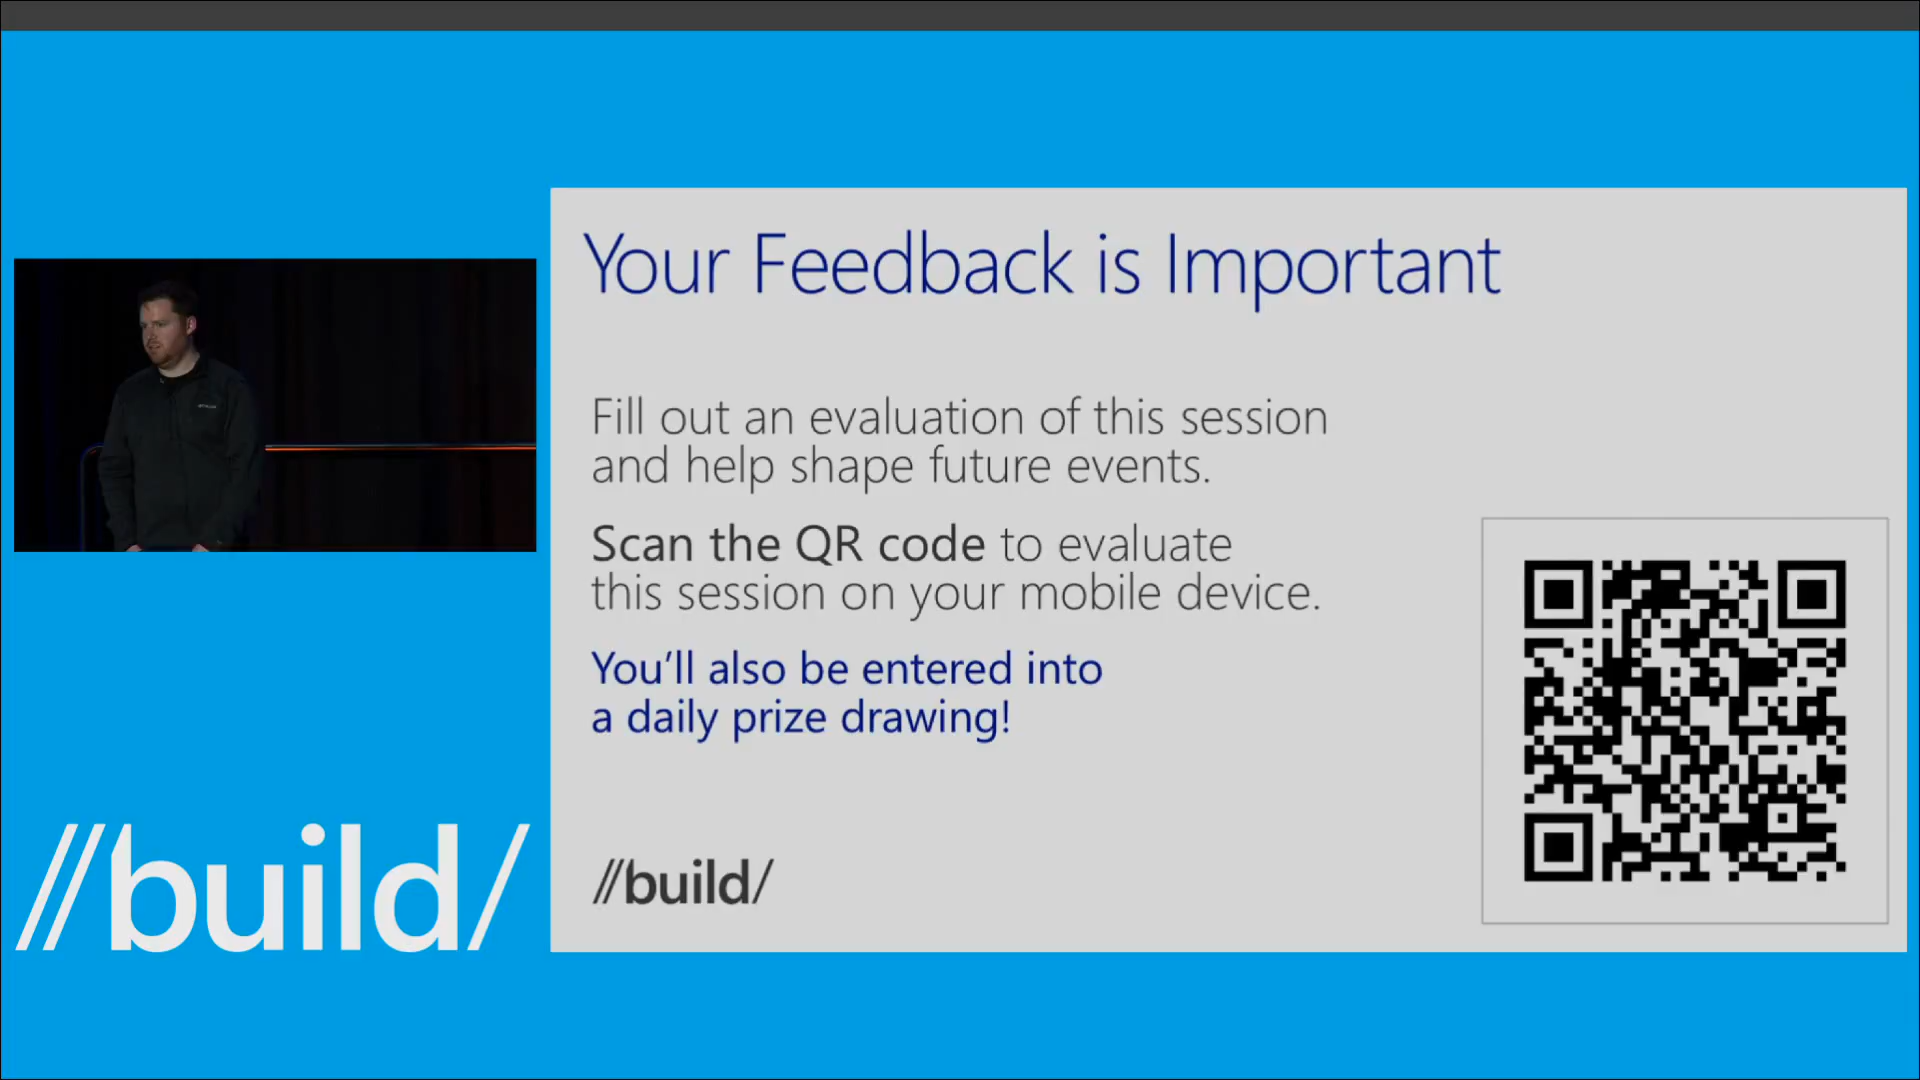 Your Feedback is Important
Fill out an evaluation of this session
and help shape future events.
Scan the QR code to evaluate
this session on your mobile device.
You’ll also be entered into
a daily prize drawing!
//build/
//build/